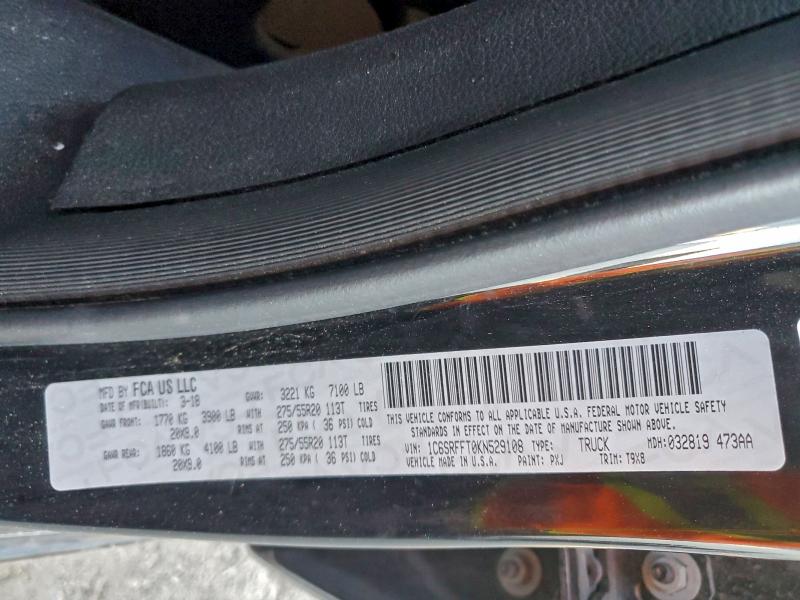 MFD BY FCA US LLC
DATE OF MFR(BUILT): 3-19 GVWR: 3221 KG 7100 LB
GAWR FRONT: 1770 KG 3900 LB WITH 275/55R20 113T TIRES
20X9.0 RIMS AT 250 KPA ( 36 PSI) COLD
GAWR REAR: 1860 KG 4100 LB WITH 275/55R20 113T TIRES
20X9.0 RIMS AT 250 KPA ( 36 PSI) COLD
THIS VEHICLE CONFORMS TO ALL APPLICABLE U.S.A. FEDERAL MOTOR VEHICLE SAFETY
STANDARDS IN EFFECT ON THE DATE OF MANUFACTURE SHOWN ABOVE
VIN: 1C6SRFFT0KN529108 TYPE: TRUCK MDH: 032819 473AA
VEHICLE MADE IN U.S.A. PAINT: PXJ TRIM: T9X8